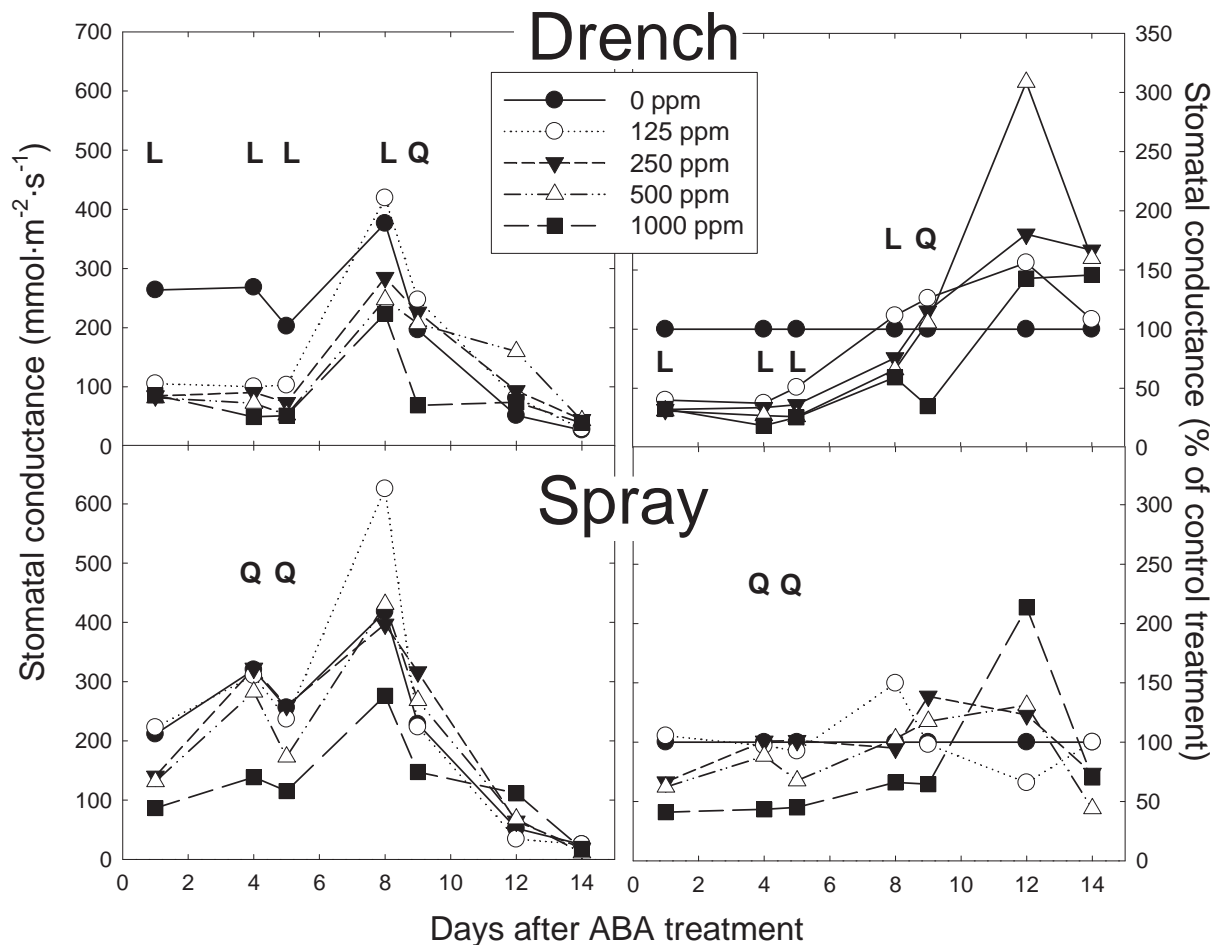 Drench
Stomatal conductance (mmol·m-2·s-1)
Stomatal conductance (% of control treatment)
700
600
500
400
300
200
100
0
L L L L Q
0 ppm
125 ppm
250 ppm
500 ppm
1000 ppm
350
300
250
200
150
100
50
0
L Q
L L L
Spray
600
500
400
300
200
100
0
Q Q
300
250
200
150
100
50
0
Q Q
0 2 4 6 8 10 12 14
0 2 4 6 8 10 12 14
Days after ABA treatment